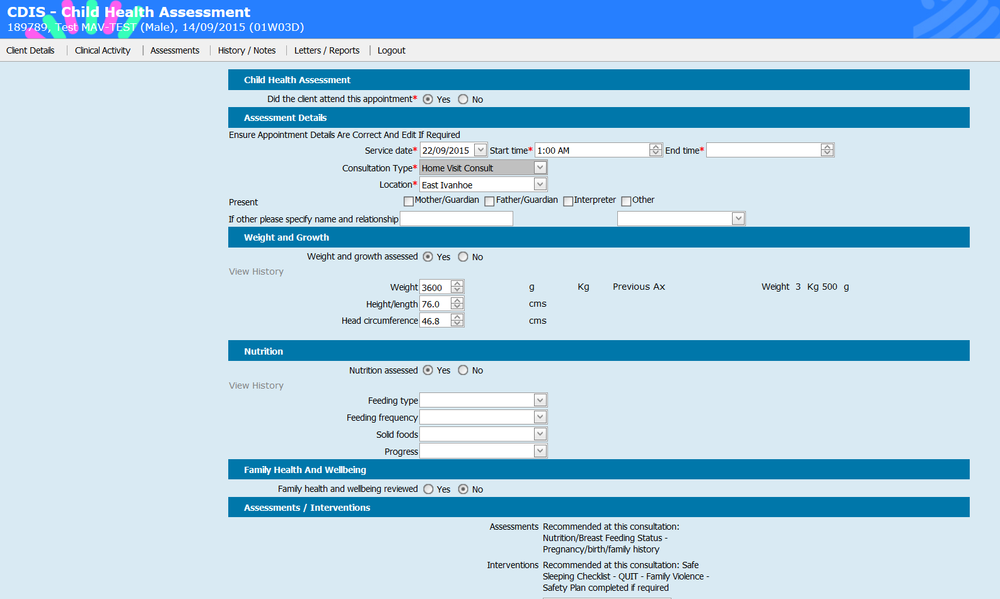 CDIS - Child Health Assessment
189789, Test MAV-TEST (Male), 14/09/2015 (01W03D)
Client Details Clinical Activity Assessments History / Notes Letters / Reports Logout
Child Health Assessment
Did the client attend this appointment* Yes No
Assessment Details
Ensure Appointment Details Are Correct And Edit If Required
Service date* 22/09/2015 Start time* 1:00 AM End time*
Consultation Type* Home Visit Consult
Location* East Ivanhoe
Present Mother/Guardian Father/Guardian Interpreter Other
If other please specify name and relationship
Weight and Growth
Weight and growth assessed Yes No
View History
Weight 3600 g Kg Previous Ax Weight 3 Kg 500 g
Height/length 76.0 cms
Head circumference 46.8 cms
Nutrition
Nutrition assessed Yes No
View History
Feeding type
Feeding frequency
Solid foods
Progress
Family Health And Wellbeing
Family health and wellbeing reviewed Yes No
Assessments / Interventions
Assessments Recommended at this consultation:
Nutrition/Breast Feeding Status -
Pregnancy/birth/family history
Interventions Recommended at this consultation: Safe
Sleeping Checklist - QUIT - Family Violence -
Safety Plan completed if required